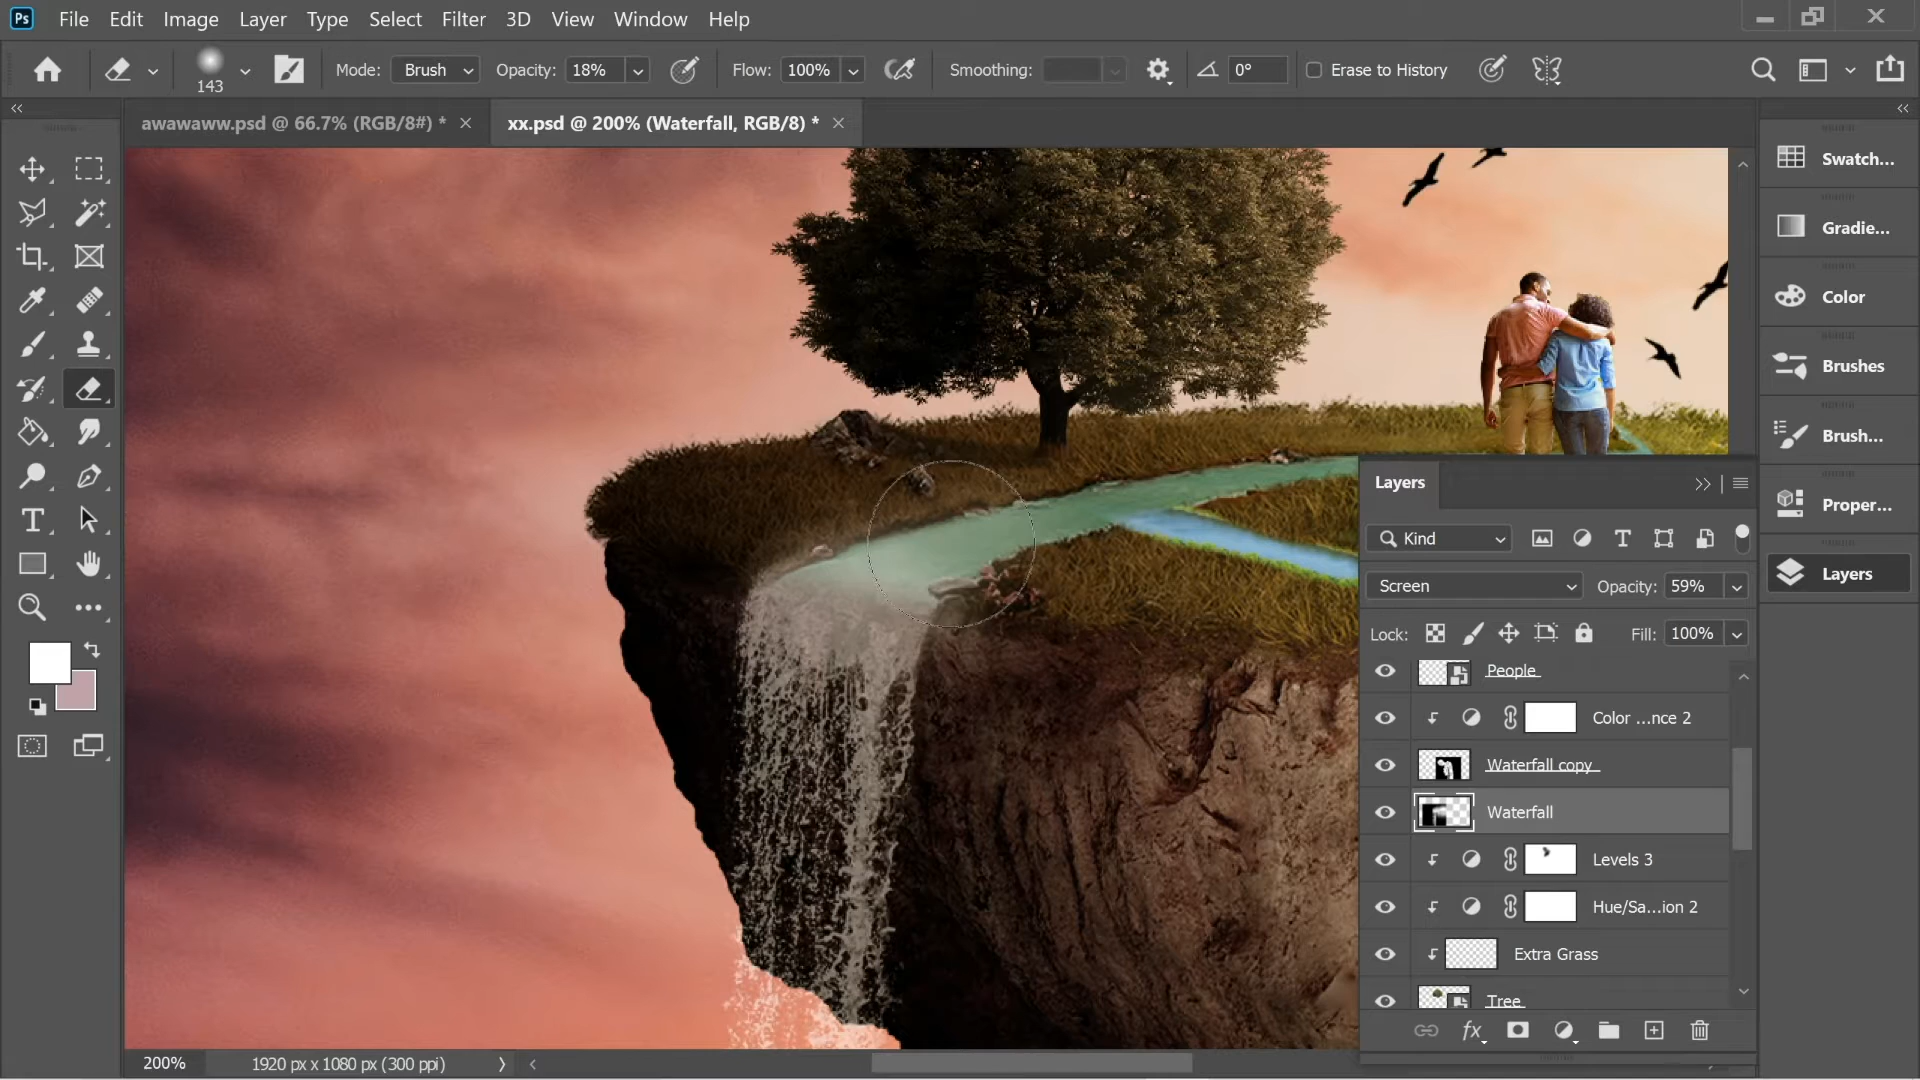 Ps File Edit Image Layer Type Select Filter 3D View Window Help
143 Mode: Brush Opacity: 18% Flow: 100% Smoothing: 0° Erase to History
awawaww.psd @ 66.7% (RGB/8#) * xx.psd @ 200% (Waterfall, RGB/8) *
Swatch...
Gradie...
Color
Brushes
Brush...
Proper...
Layers
Layers
Kind
Screen Opacity: 59%
Lock: Fill: 100%
People
Color ...nce 2
Waterfall copy
Waterfall
Levels 3
Hue/Sa...ion 2
Extra Grass
Tree
fx
200% 1920 px x 1080 px (300 ppi)